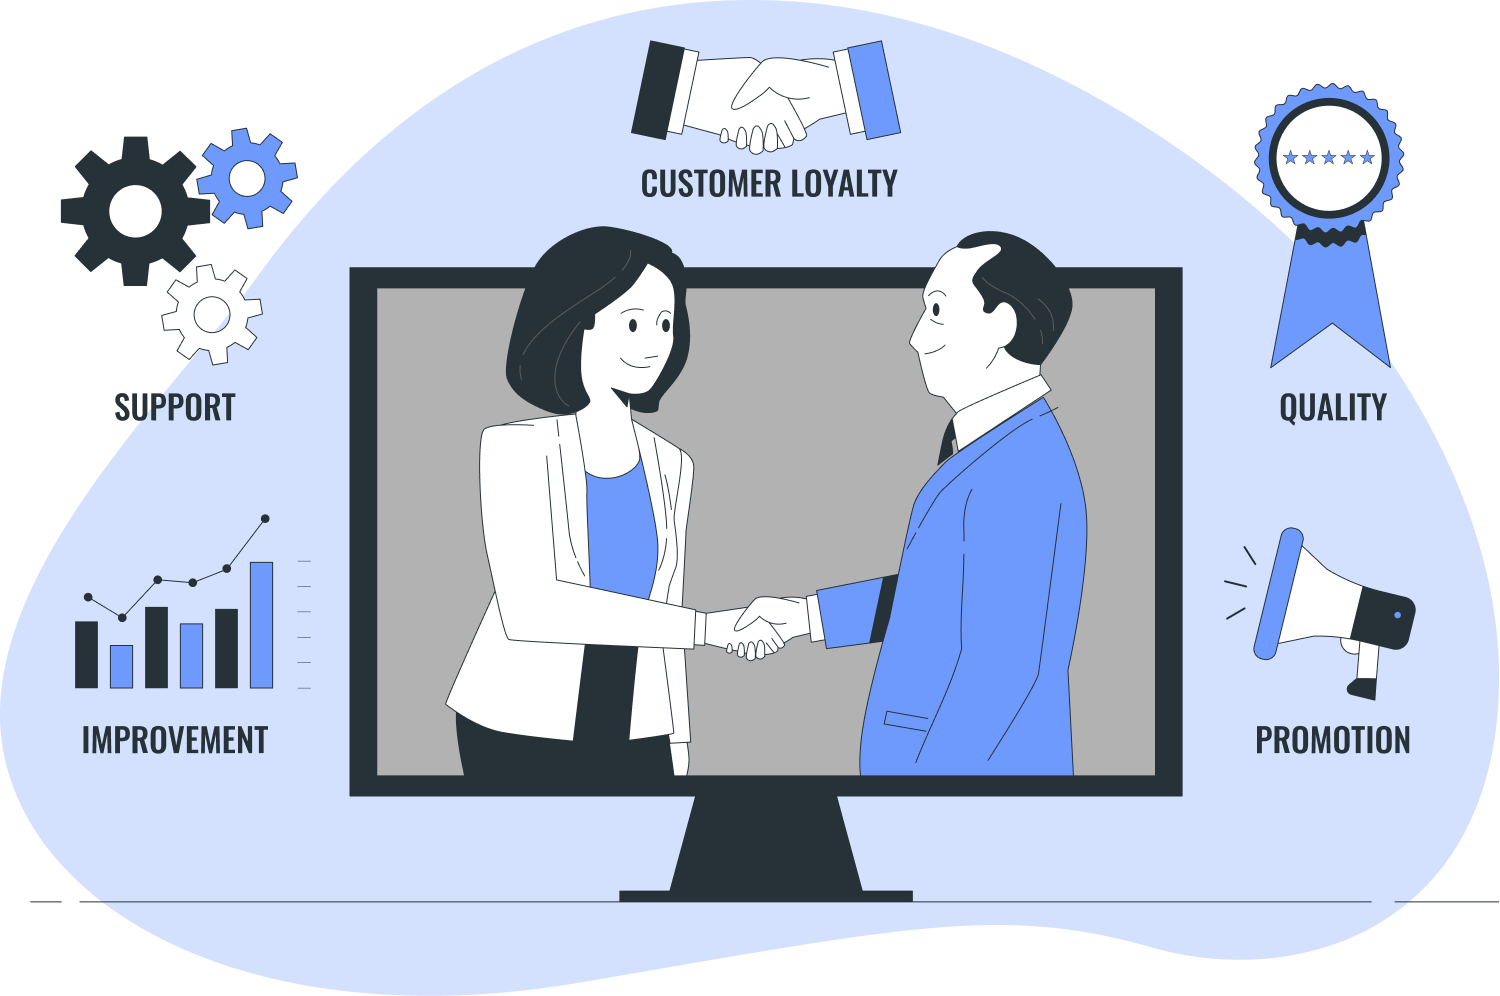 CUSTOMER LOYALTY
SUPPORT
QUALITY
IMPROVEMENT
PROMOTION